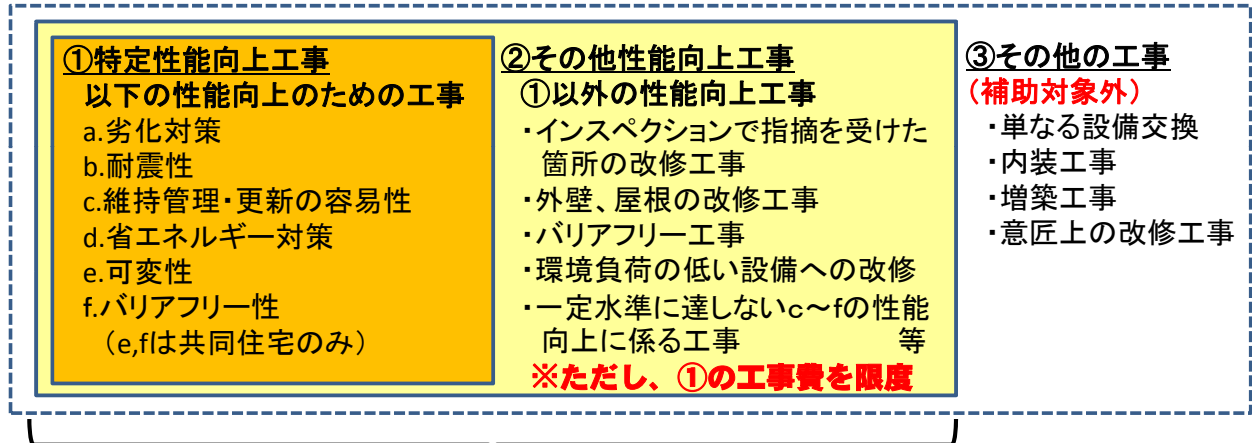 ①特定性能向上工事
以下の性能向上のための工事
a.劣化対策
b.耐震性
c.維持管理・更新の容易性
d.省エネルギー対策
e.可変性
f.バリアフリー性
（e,fは共同住宅のみ）
②その他性能向上工事
①以外の性能向上工事
・インスペクションで指摘を受けた
箇所の改修工事
・外壁、屋根の改修工事
・バリアフリー工事
・環境負荷の低い設備への改修
・一定水準に達しないｃ～fの性能
向上に係る工事 等
※ただし、①の工事費を限度
③その他の工事
（補助対象外）
・単なる設備交換
・内装工事
・増築工事
・意匠上の改修工事